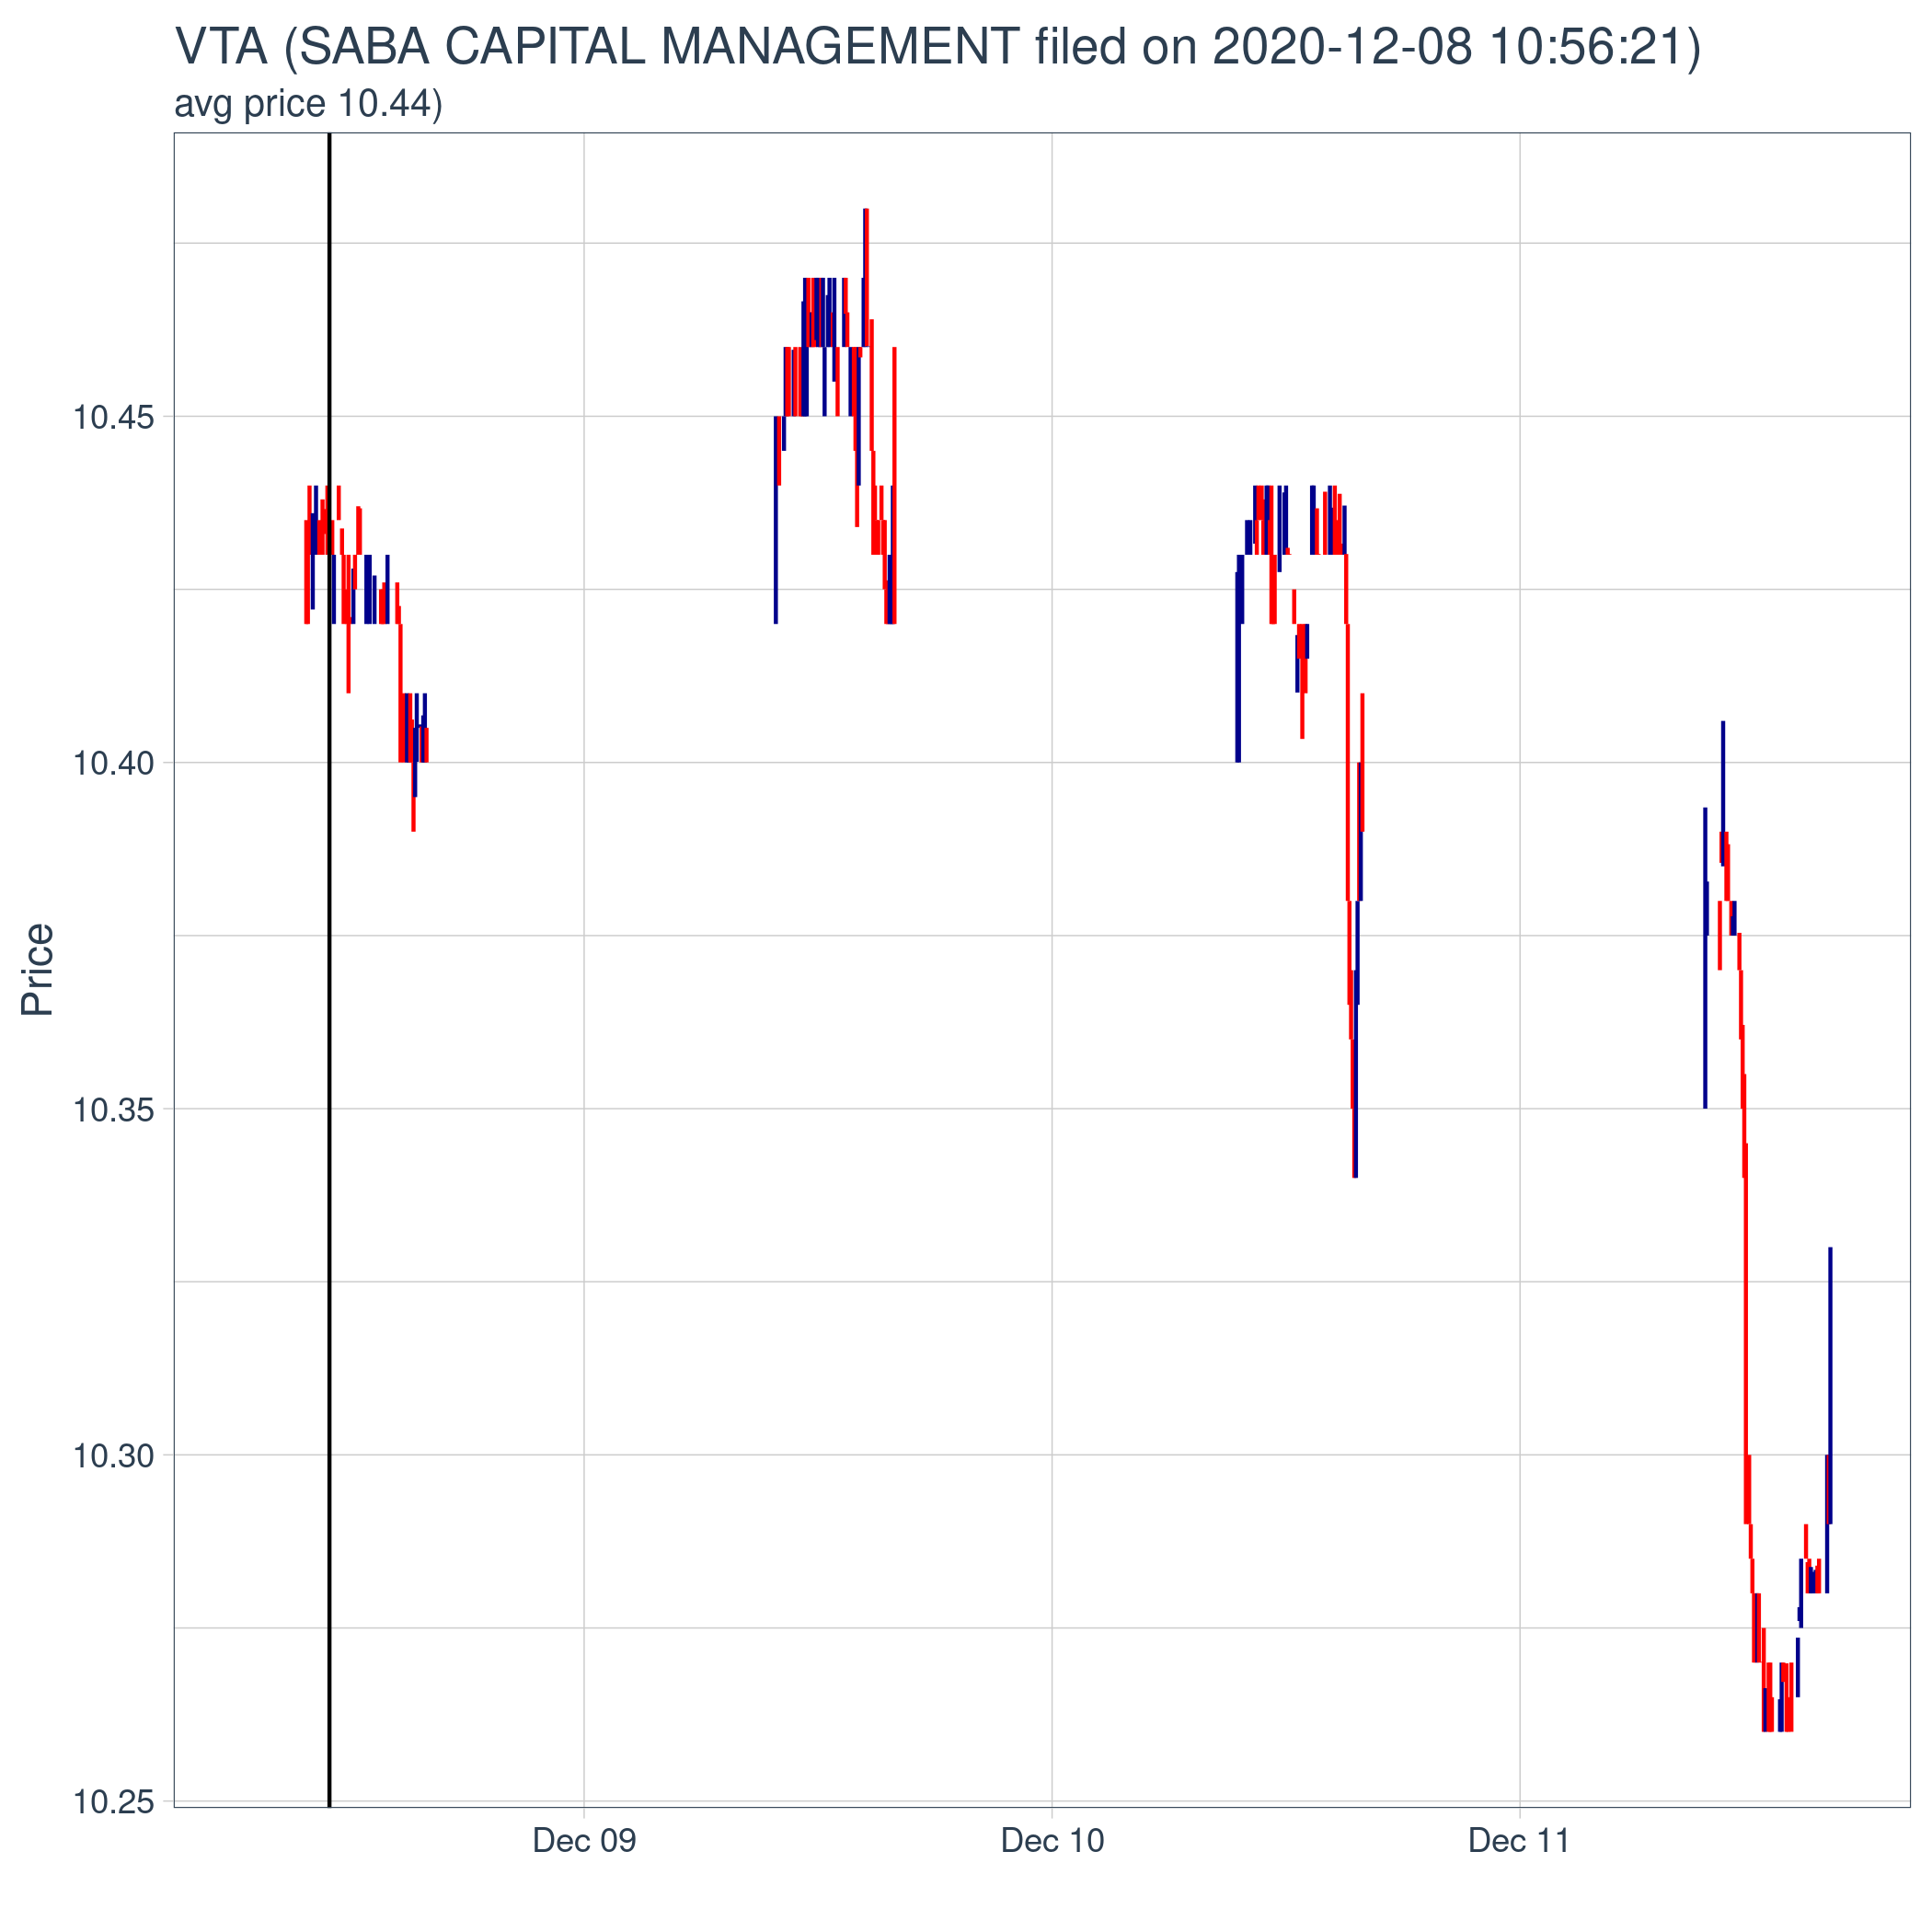 VTA (SABA CAPITAL MANAGEMENT filed on 2020-12-08 10:56:21)
avg price 10.44)
10.45
10.40
10.35
10.30
10.25
Price
Dec 09
Dec 10
Dec 11